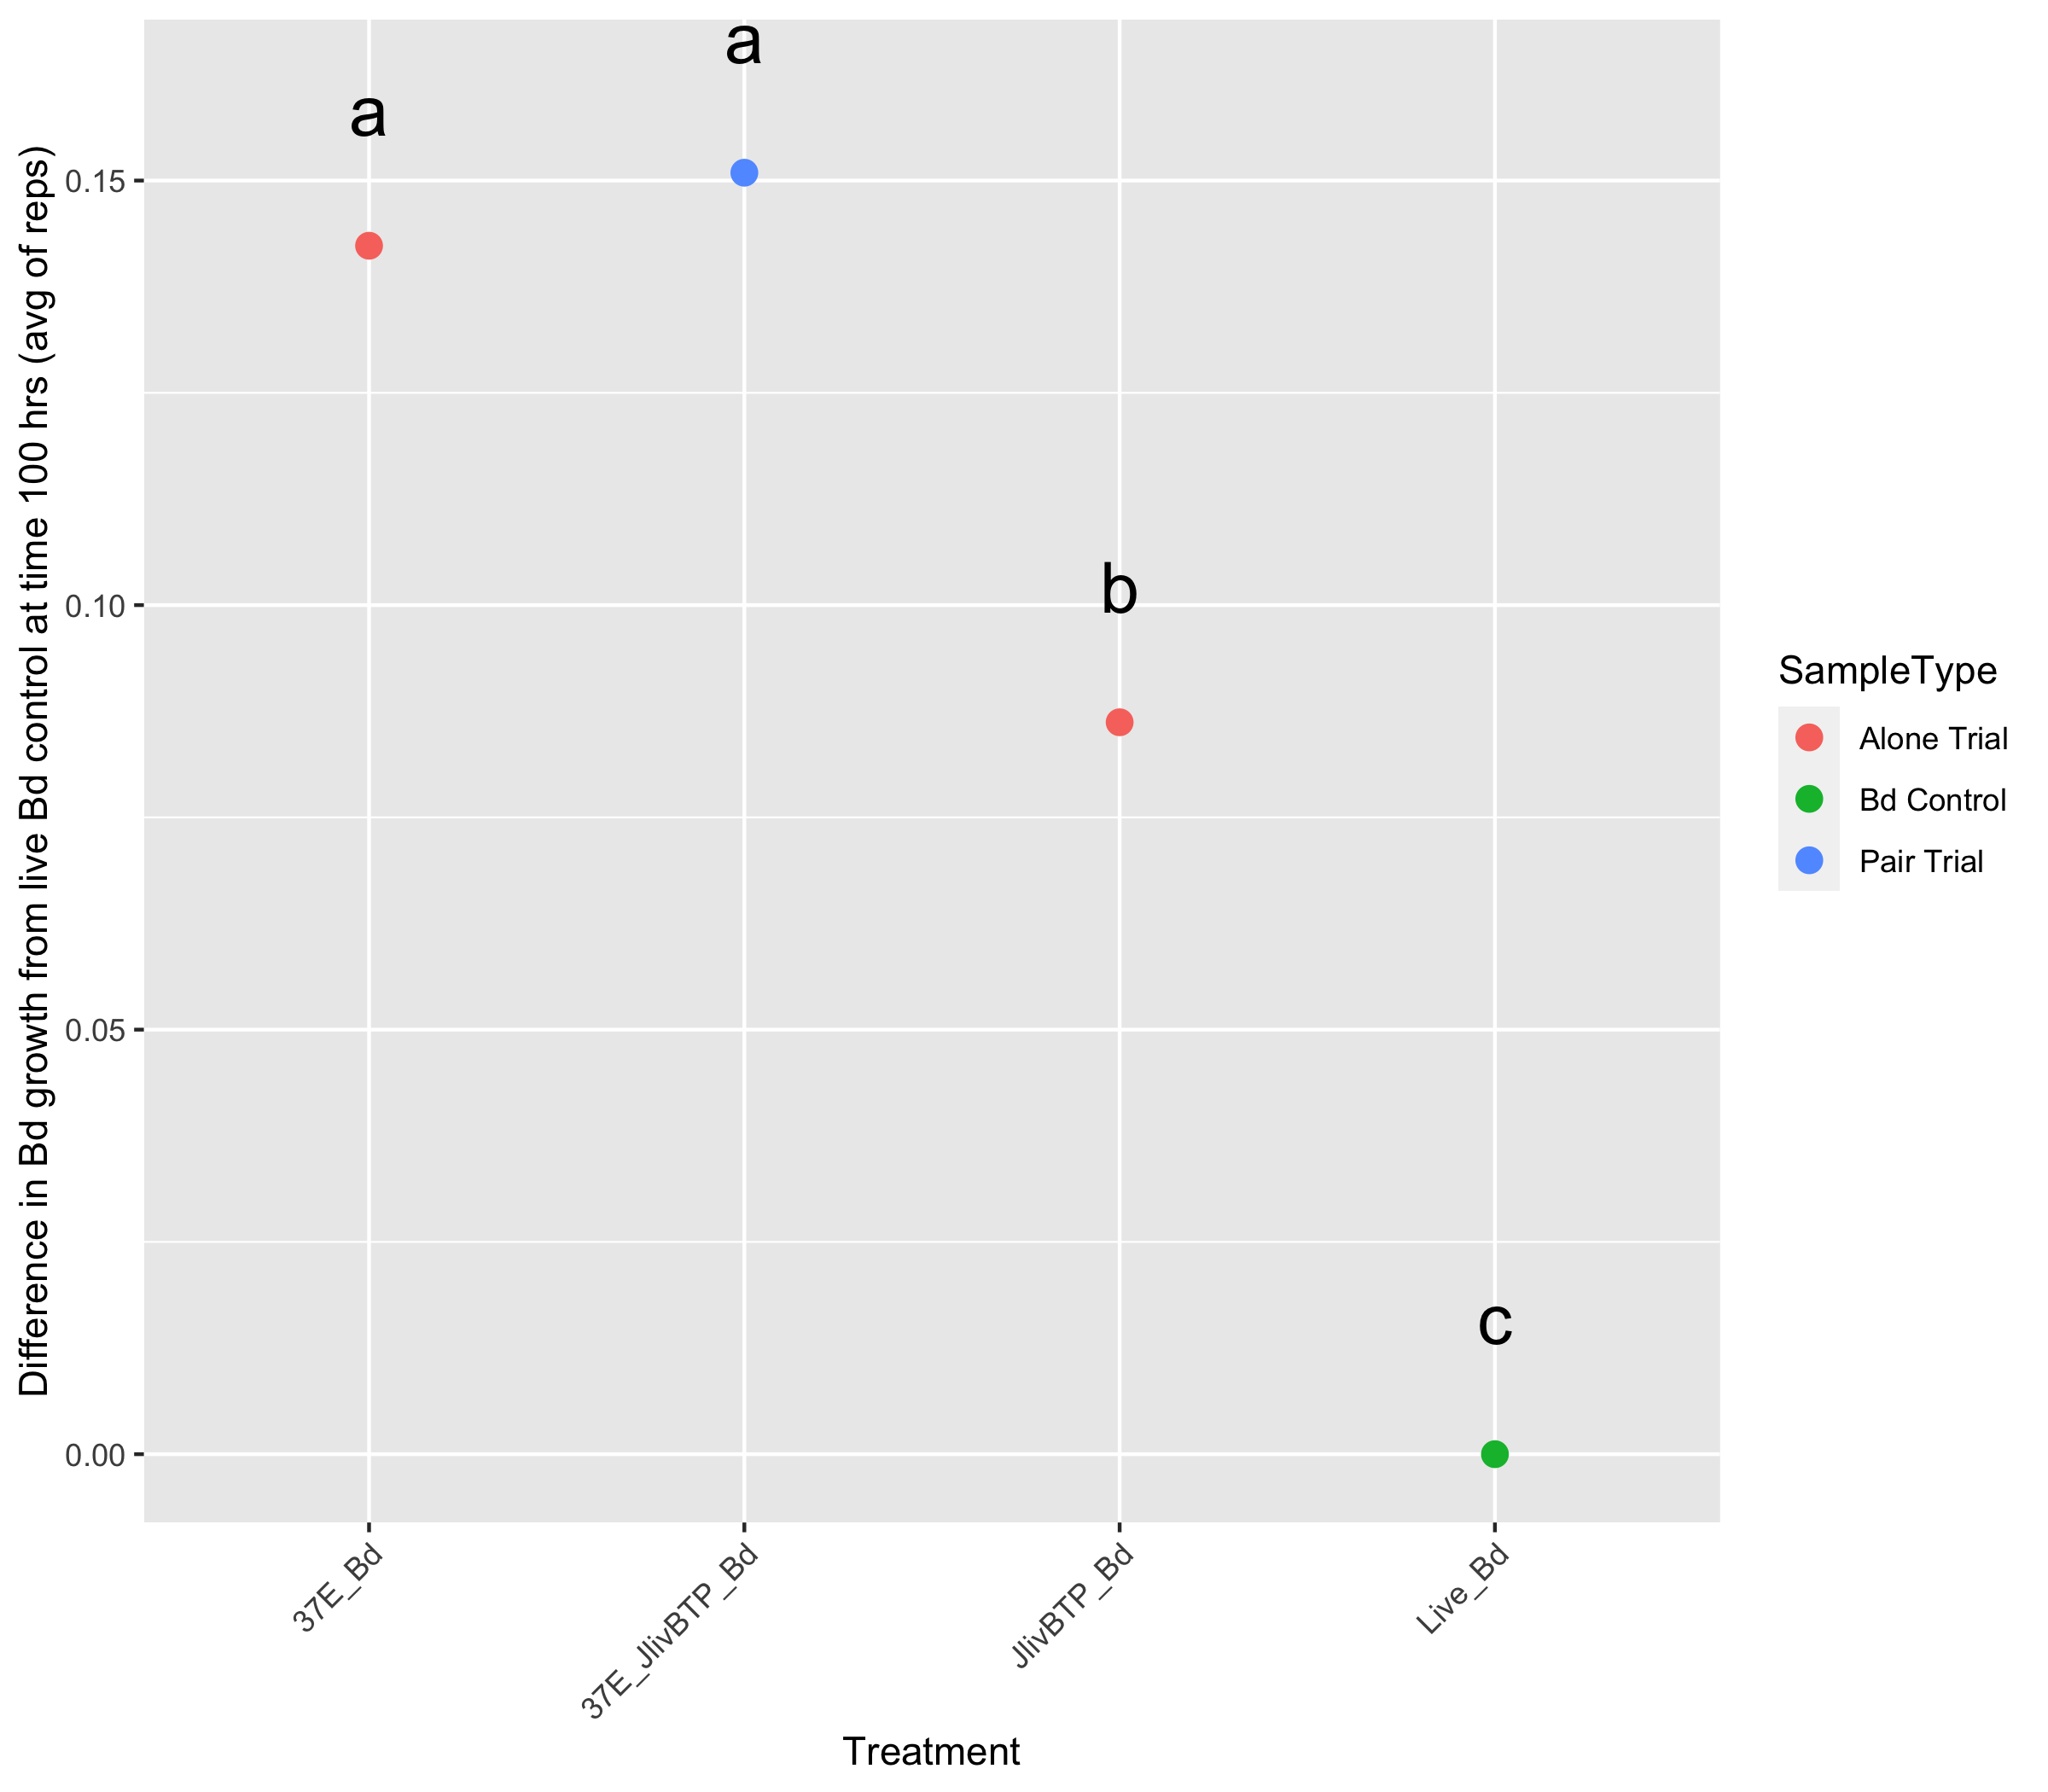 Difference in Bd growth from live Bd control at time 100 hrs (avg of reps)
0.15
0.10
0.05
0.00
a
a
b
c
37E_Bd
37E_JlivBTP_Bd
JlivBTP_Bd
Live_Bd
Treatment
SampleType
Alone Trial
Bd Control
Pair Trial